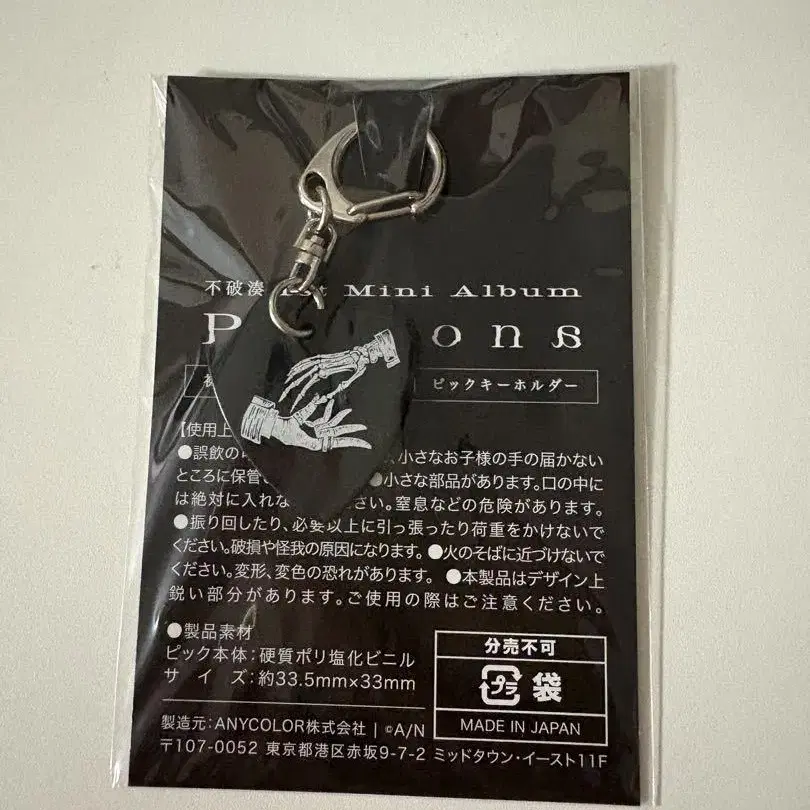 不破湊 1st Mini Album
P ons
ピックキーホルダー
【使用上
●誤飲の 、小さなお子様の手の届かない
ところに保管 ●小さな部品があります。口の中に
は絶対に入れな さい。窒息などの危険があります。
●振り回したり、必要以上に引っ張ったり荷重をかけないで
ください。破損や怪我の原因になります。●火のそばに近づけないで
ください。変形、変色の恐れがあります。 ●本製品はデザイン上
鋭い部分があります。ご使用の際はご注意ください。
●製品素材
ピック本体：硬質ポリ塩化ビニル
サイズ：約33.5mm×33mm
分売不可
プラ 袋
MADE IN JAPAN
製造元：ANYCOLOR株式会社 | ©A/N
〒107-0052 東京都港区赤坂9-7-2 ミッドタウン・イースト11F